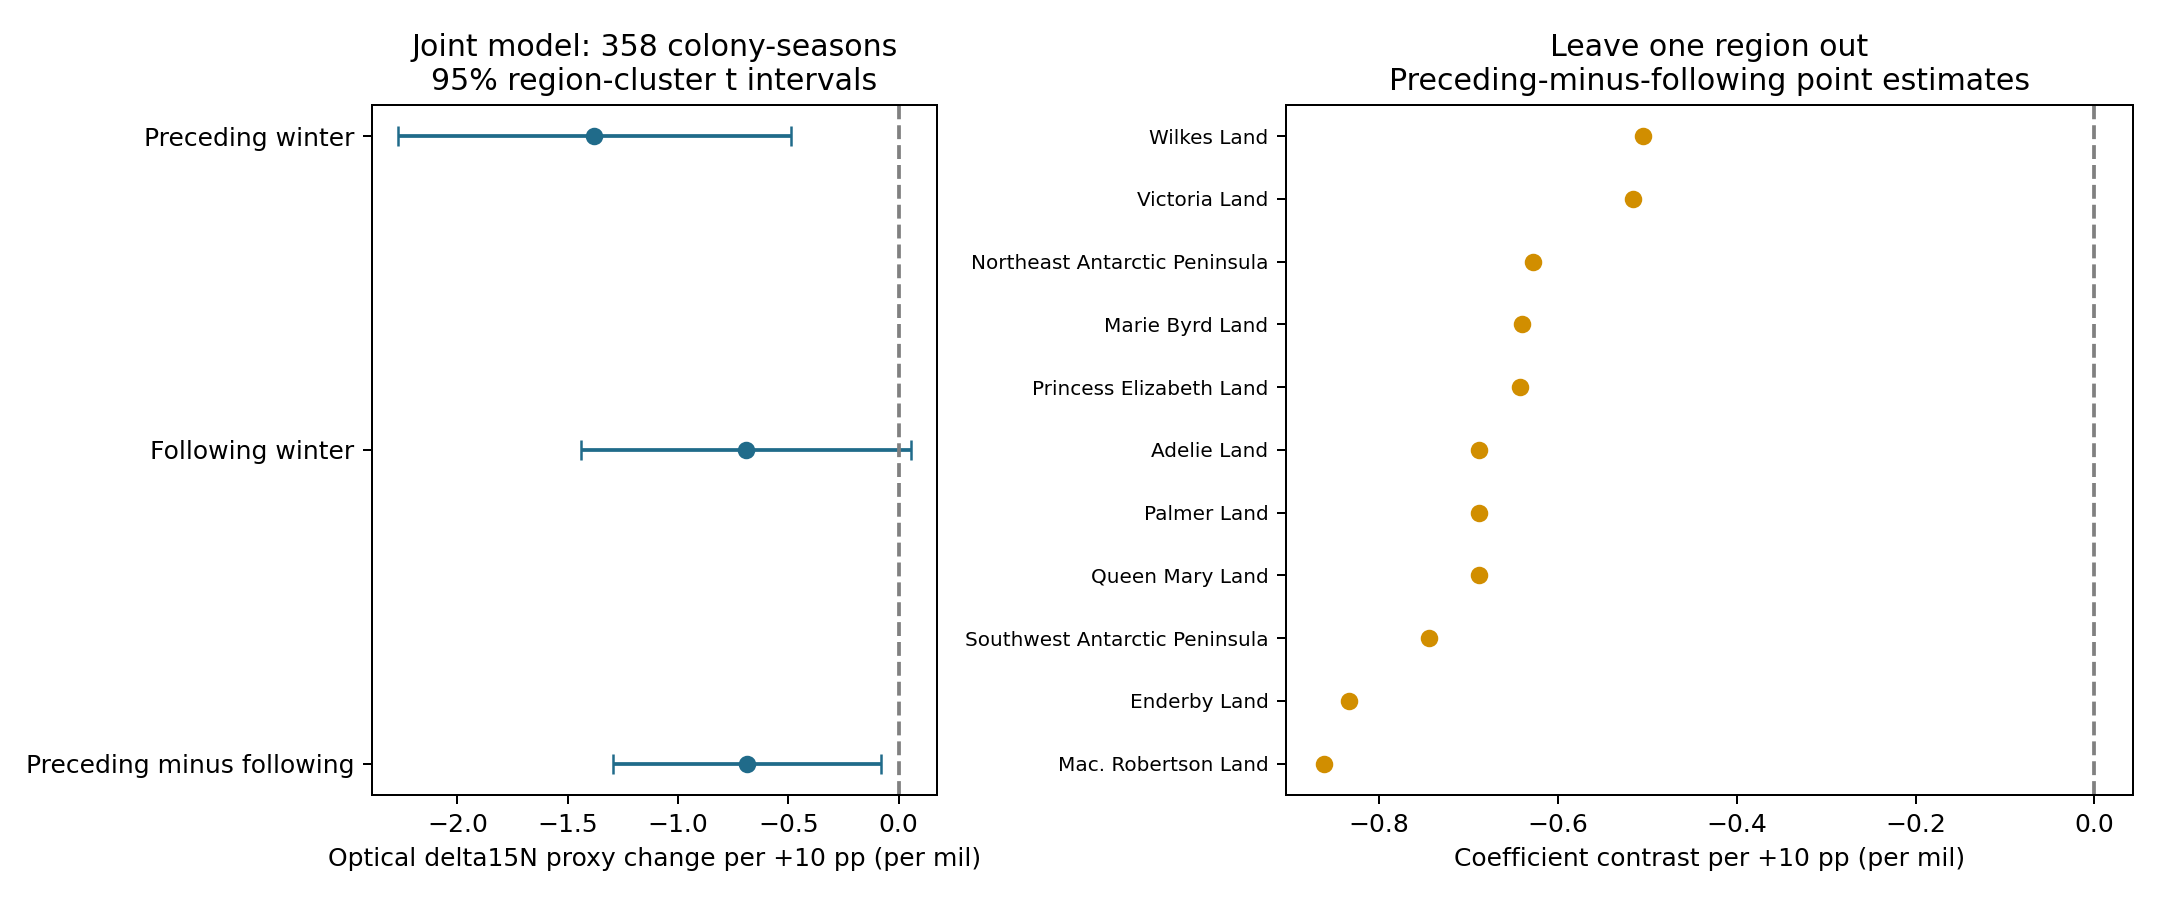 Joint model: 358 colony-seasons
95% region-cluster t intervals
Preceding winter
Following winter
Preceding minus following
−2.0 −1.5 −1.0 −0.5 0.0
Optical delta15N proxy change per +10 pp (per mil)
Leave one region out
Preceding-minus-following point estimates
Wilkes Land
Victoria Land
Northeast Antarctic Peninsula
Marie Byrd Land
Princess Elizabeth Land
Adelie Land
Palmer Land
Queen Mary Land
Southwest Antarctic Peninsula
Enderby Land
Mac. Robertson Land
−0.8 −0.6 −0.4 −0.2 0.0
Coefficient contrast per +10 pp (per mil)